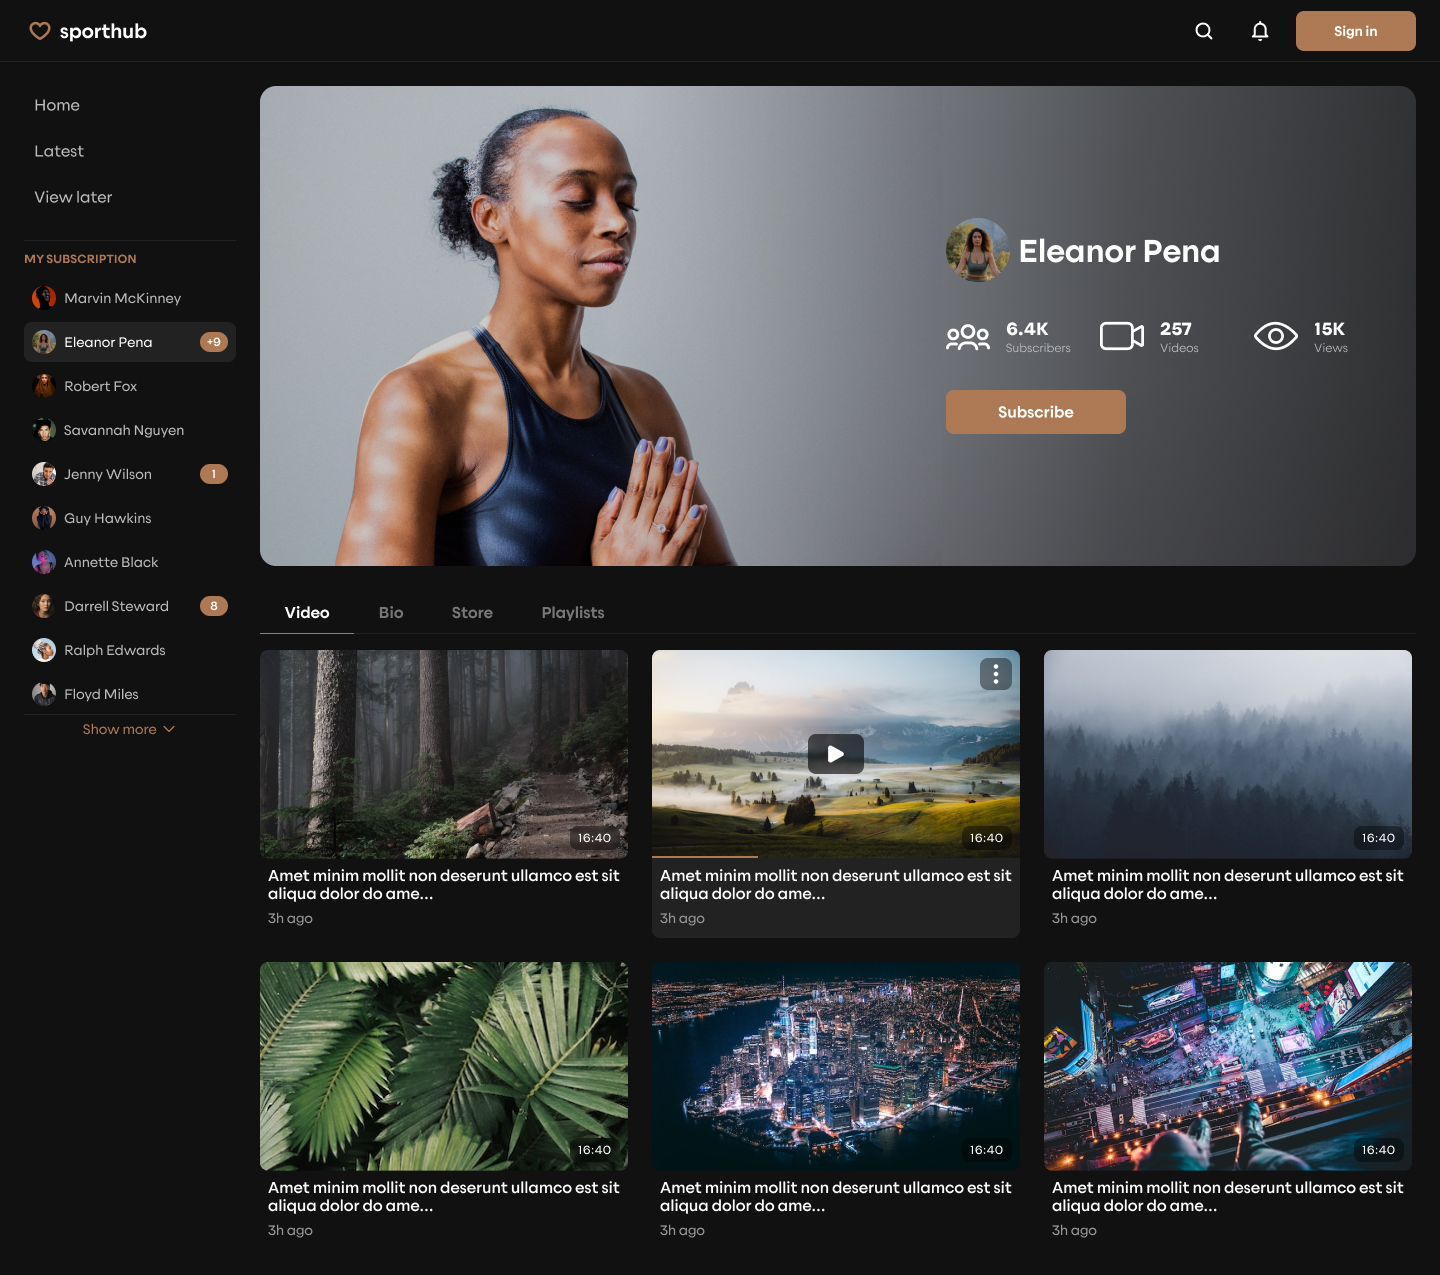 sporthub
Sign in
Home
Latest
View later
MY SUBSCRIPTION
Marvin McKinney
Eleanor Pena
+9
Robert Fox
Savannah Nguyen
Jenny Wilson
1
Guy Hawkins
Annette Black
Darrell Steward
8
Ralph Edwards
Floyd Miles
Show more
Eleanor Pena
6.4K
Subscribers
257
Videos
15K
Views
Subscribe
Video
Bio
Store
Playlists
16:40
Amet minim mollit non deserunt ullamco est sit
aliqua dolor do ame...
3h ago
16:40
Amet minim mollit non deserunt ullamco est sit
aliqua dolor do ame...
3h ago
16:40
Amet minim mollit non deserunt ullamco est sit
aliqua dolor do ame...
3h ago
16:40
Amet minim mollit non deserunt ullamco est sit
aliqua dolor do ame...
3h ago
16:40
Amet minim mollit non deserunt ullamco est sit
aliqua dolor do ame...
3h ago
16:40
Amet minim mollit non deserunt ullamco est sit
aliqua dolor do ame...
3h ago